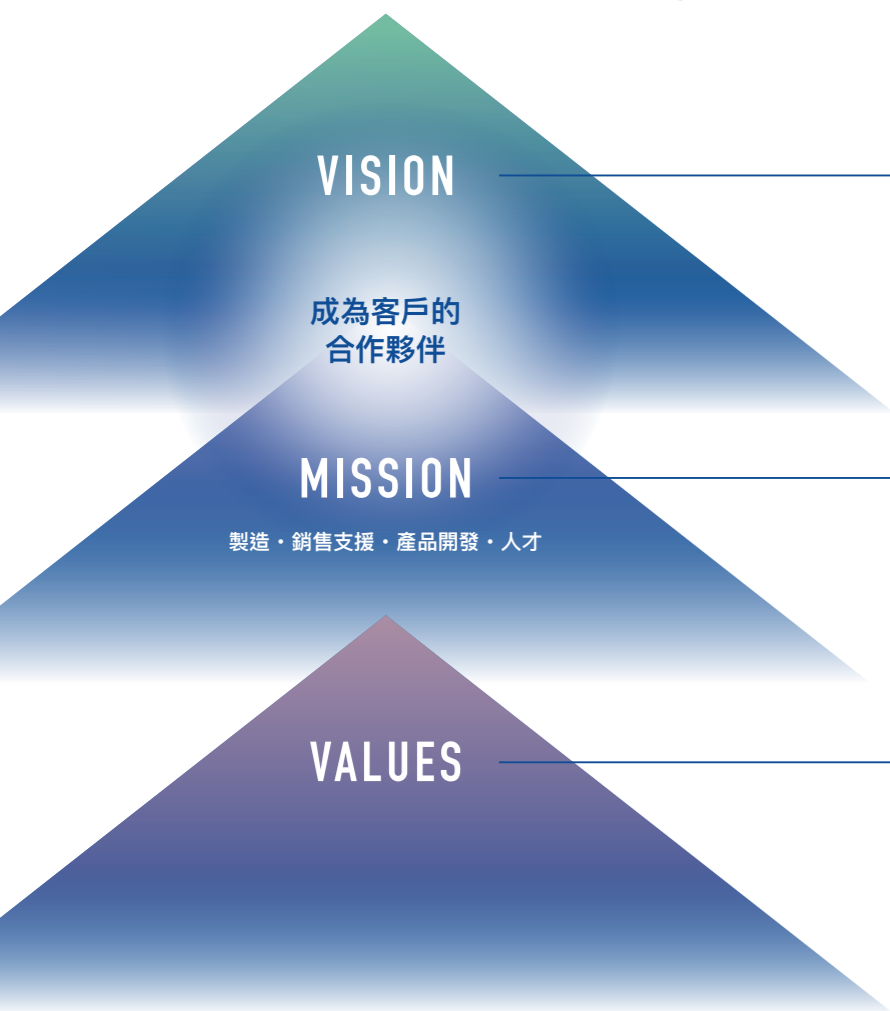 VISION
成為客戶的
合作夥伴
MISSION
製造・銷售支援・產品開發・人才
VALUES